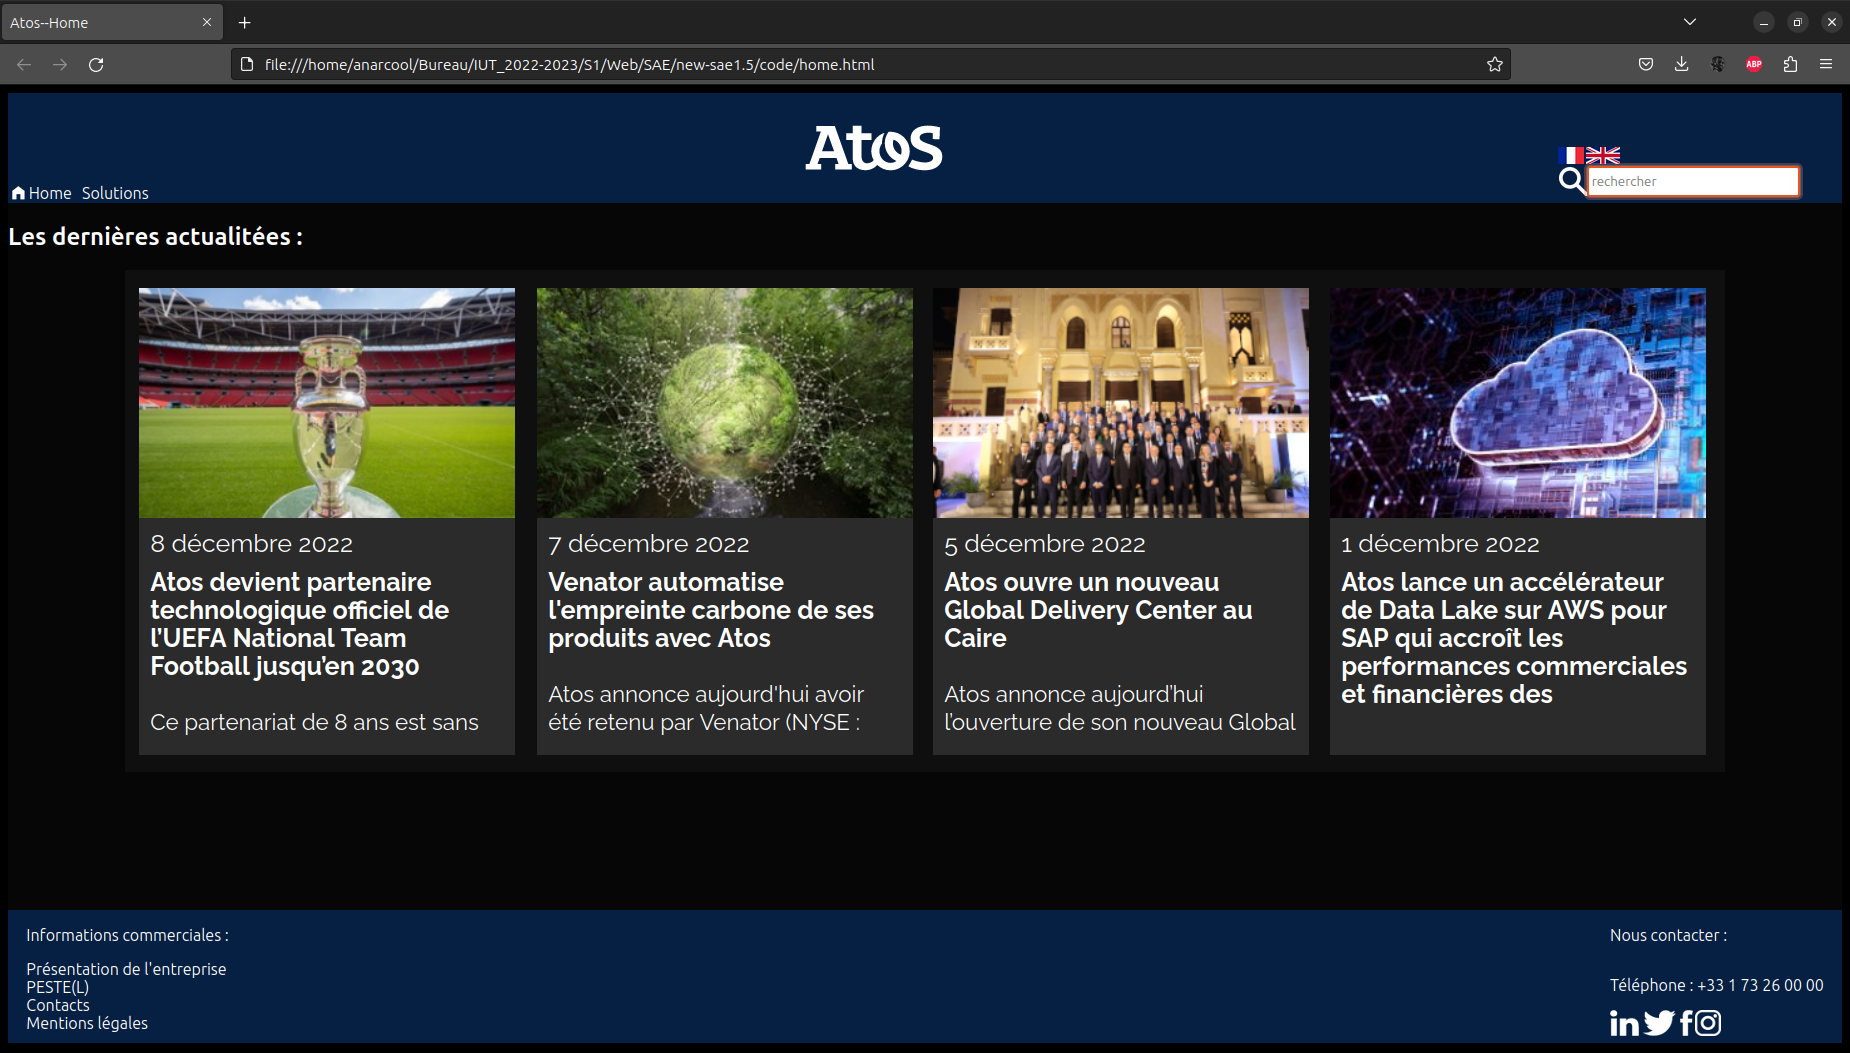 Atos--Home
file:///home/anarcool/Bureau/IUT_2022-2023/S1/Web/SAE/new-sae1.5/code/home.html
ABP
Atos
Home Solutions
rechercher
Les dernières actualitées :
8 décembre 2022
Atos devient partenaire
technologique officiel de
l’UEFA National Team
Football jusqu’en 2030
Ce partenariat de 8 ans est sans
7 décembre 2022
Venator automatise
l'empreinte carbone de ses
produits avec Atos
Atos annonce aujourd'hui avoir
été retenu par Venator (NYSE :
5 décembre 2022
Atos ouvre un nouveau
Global Delivery Center au
Caire
Atos annonce aujourd’hui
l’ouverture de son nouveau Global
1 décembre 2022
Atos lance un accélérateur
de Data Lake sur AWS pour
SAP qui accroît les
performances commerciales
et financières des
Informations commerciales :
Présentation de l'entreprise
PESTE(L)
Contacts
Mentions légales
Nous contacter :
Téléphone : +33 1 73 26 00 00